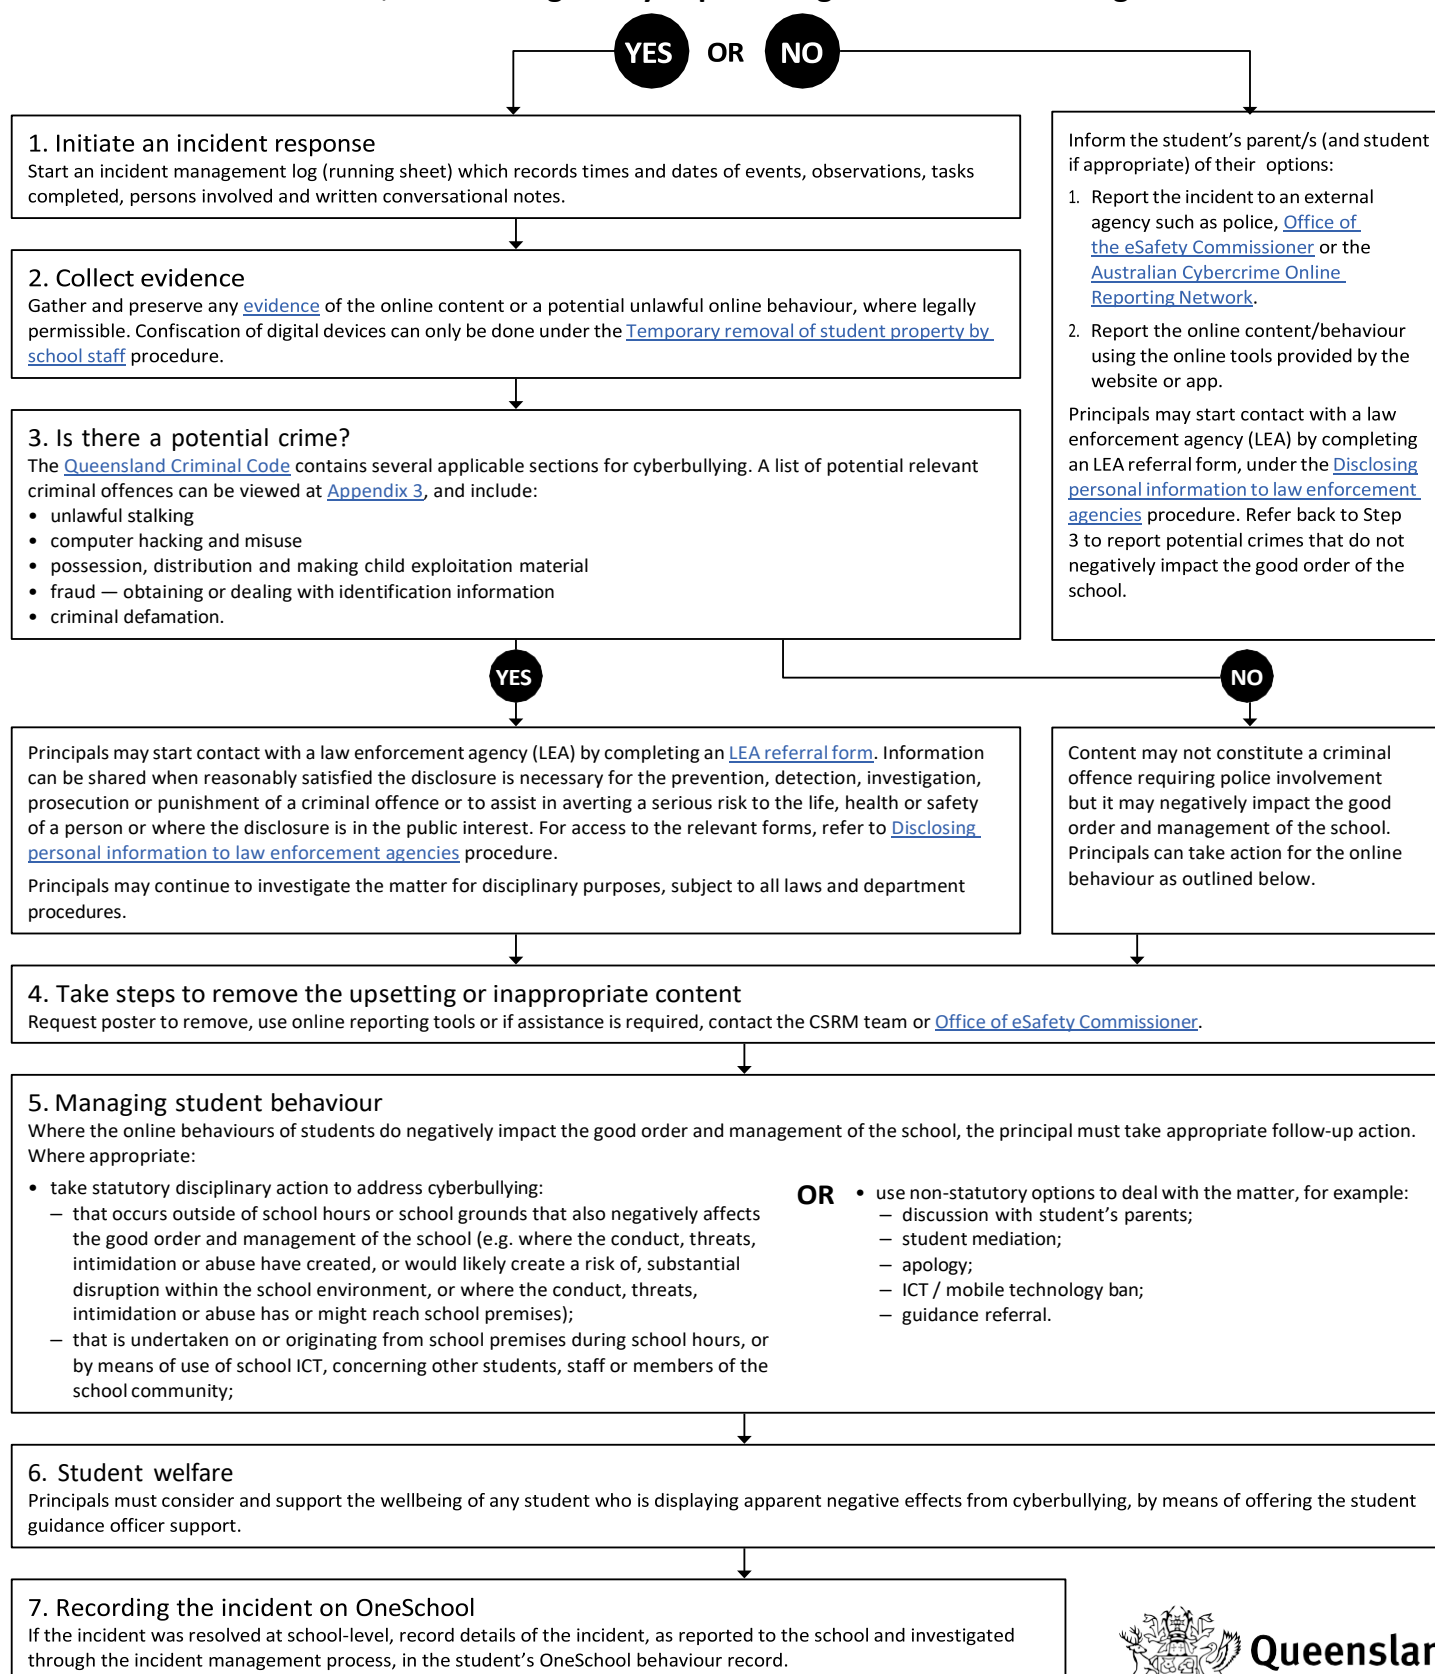 YES OR NO
1. Initiate an incident response
Start an incident management log (running sheet) which records times and dates of events, observations, tasks
completed, persons involved and written conversational notes.
2. Collect evidence
Gather and preserve any evidence of the online content or a potential unlawful online behaviour, where legally
permissible. Confiscation of digital devices can only be done under the Temporary removal of student property by
school staff procedure.
3. Is there a potential crime?
The Queensland Criminal Code contains several applicable sections for cyberbullying. A list of potential relevant
criminal offences can be viewed at Appendix 3, and include:
• unlawful stalking
• computer hacking and misuse
• possession, distribution and making child exploitation material
• fraud — obtaining or dealing with identification information
• criminal defamation.
Inform the student's parent/s (and student
if appropriate) of their options:
1. Report the incident to an external
agency such as police, Office of
the eSafety Commissioner or the
Australian Cybercrime Online
Reporting Network.
2. Report the online content/behaviour
using the online tools provided by the
website or app.
Principals may start contact with a law
enforcement agency (LEA) by completing
an LEA referral form, under the Disclosing
personal information to law enforcement
agencies procedure. Refer back to Step
3 to report potential crimes that do not
negatively impact the good order of the
school.
YES
NO
Principals may start contact with a law enforcement agency (LEA) by completing an LEA referral form. Information
can be shared when reasonably satisfied the disclosure is necessary for the prevention, detection, investigation,
prosecution or punishment of a criminal offence or to assist in averting a serious risk to the life, health or safety
of a person or where the disclosure is in the public interest. For access to the relevant forms, refer to Disclosing
personal information to law enforcement agencies procedure.
Principals may continue to investigate the matter for disciplinary purposes, subject to all laws and department
procedures.
Content may not constitute a criminal
offence requiring police involvement
but it may negatively impact the good
order and management of the school.
Principals can take action for the online
behaviour as outlined below.
4. Take steps to remove the upsetting or inappropriate content
Request poster to remove, use online reporting tools or if assistance is required, contact the CSRM team or Office of eSafety Commissioner.
5. Managing student behaviour
Where the online behaviours of students do negatively impact the good order and management of the school, the principal must take appropriate follow-up action.
Where appropriate:
• take statutory disciplinary action to address cyberbullying:
– that occurs outside of school hours or school grounds that also negatively affects
the good order and management of the school (e.g. where the conduct, threats,
intimidation or abuse have created, or would likely create a risk of, substantial
disruption within the school environment, or where the conduct, threats,
intimidation or abuse has or might reach school premises);
– that is undertaken on or originating from school premises during school hours, or
by means of use of school ICT, concerning other students, staff or members of the
school community;
OR
• use non-statutory options to deal with the matter, for example:
– discussion with student's parents;
– student mediation;
– apology;
– ICT / mobile technology ban;
– guidance referral.
6. Student welfare
Principals must consider and support the wellbeing of any student who is displaying apparent negative effects from cyberbullying, by means of offering the student
guidance officer support.
7. Recording the incident on OneSchool
If the incident was resolved at school-level, record details of the incident, as reported to the school and investigated
through the incident management process, in the student's OneSchool behaviour record.
Queenslan